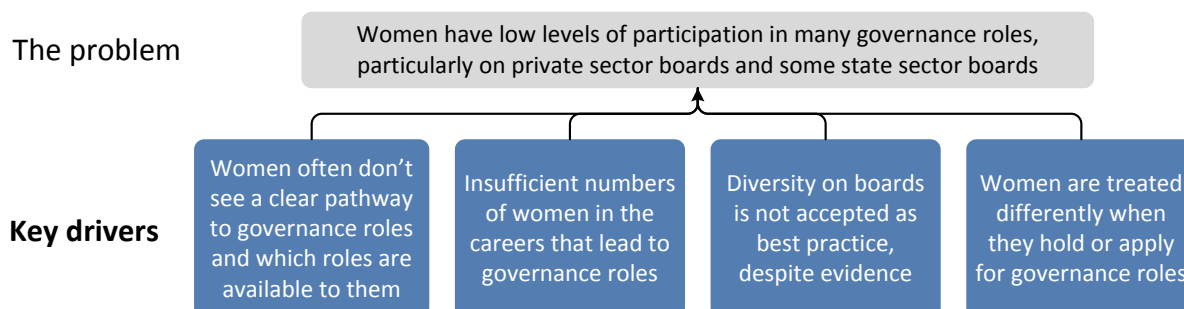 The problem
Women have low levels of participation in many governance roles,
particularly on private sector boards and some state sector boards
Key drivers
Women often don’t
see a clear pathway
to governance roles
and which roles are
available to them
Insufficient numbers
of women in the
careers that lead to
governance roles
Diversity on boards
is not accepted as
best practice,
despite evidence
Women are treated
differently when
they hold or apply
for governance roles